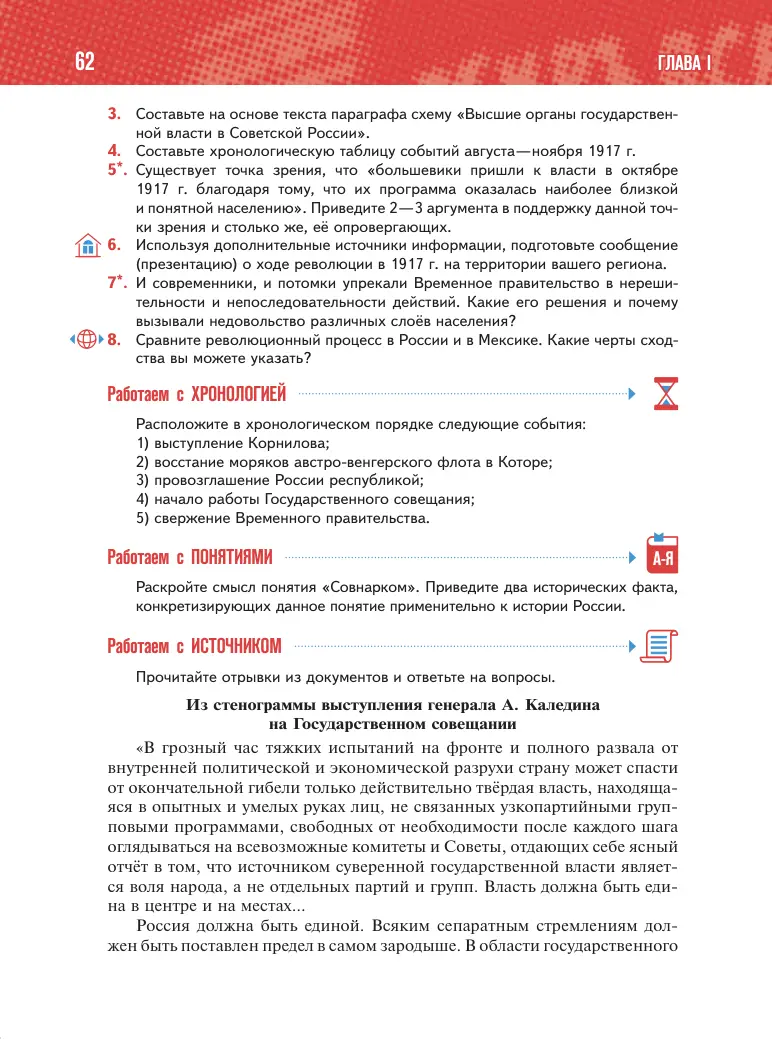 62
ГЛАВА I
3. Составьте на основе текста параграфа схему «Высшие органы государствен-
ной власти в Советской России».
4. Составьте хронологическую таблицу событий августа—ноября 1917 г.
5*. Существует точка зрения, что «большевики пришли к власти в октябре
1917 г. благодаря тому, что их программа оказалась наиболее близкой
и понятной населению». Приведите 2—3 аргумента в поддержку данной точ-
ки зрения и столько же, её опровергающих.
6. Используя дополнительные источники информации, подготовьте сообщение
(презентацию) о ходе революции в 1917 г. на территории вашего региона.
7*. И современники, и потомки упрекали Временное правительство в нереши-
тельности и непоследовательности действий. Какие его решения и почему
вызывали недовольство различных слоёв населения?
8. Сравните революционный процесс в России и в Мексике. Какие черты сход-
ства вы можете указать?
Работаем с ХРОНОЛОГИЕЙ
Расположите в хронологическом порядке следующие события:
1) выступление Корнилова;
2) восстание моряков австро-венгерского флота в Которе;
3) провозглашение России республикой;
4) начало работы Государственного совещания;
5) свержение Временного правительства.
Работаем с ПОНЯТИЯМИ
А-Я
Раскройте смысл понятия «Совнарком». Приведите два исторических факта,
конкретизирующих данное понятие применительно к истории России.
Работаем с ИСТОЧНИКОМ
Прочитайте отрывки из документов и ответьте на вопросы.
Из стенограммы выступления генерала А. Каледина
на Государственном совещании
«В грозный час тяжких испытаний на фронте и полного развала от
внутренней политической и экономической разрухи страну может спасти
от окончательной гибели только действительно твёрдая власть, находяща-
яся в опытных и умелых руках лиц, не связанных узкопартийными груп-
повыми программами, свободных от необходимости после каждого шага
оглядываться на всевозможные комитеты и Советы, отдающих себе ясный
отчёт в том, что источником суверенной государственной власти являет-
ся воля народа, а не отдельных партий и групп. Власть должна быть еди-
на в центре и на местах...
Россия должна быть единой. Всяким сепаратным стремлениям дол-
жен быть поставлен предел в самом зародыше. В области государственного